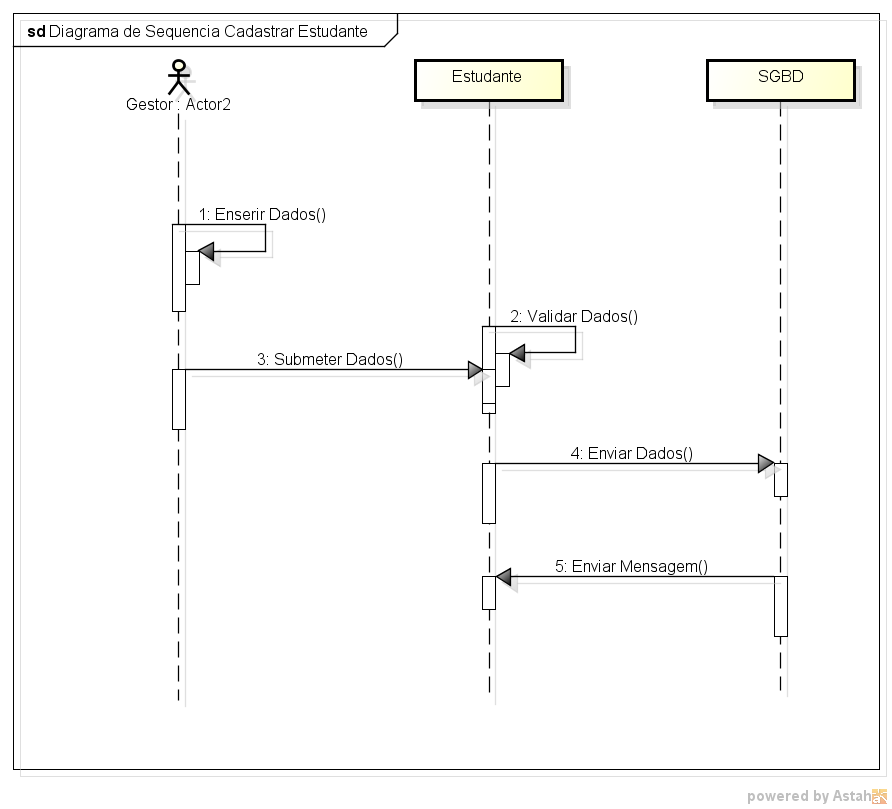 sd Diagrama de Sequencia Cadastrar Estudante
Gestor : Actor2
Estudante
SGBD
1: Enserir Dados()
2: Validar Dados()
3: Submeter Dados()
4: Enviar Dados()
5: Enviar Mensagem()
powered by Astah